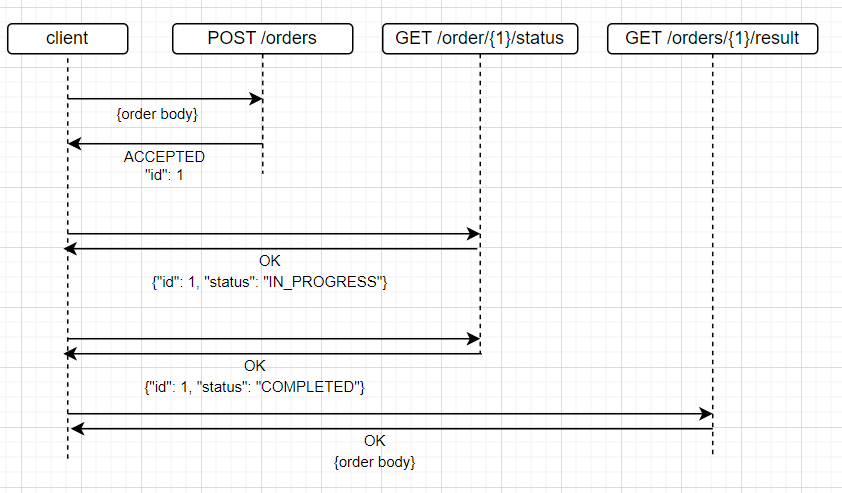 client
POST /orders
GET /order/{1}/status
GET /orders/{1}/result
{order body}
ACCEPTED
"id": 1
OK
{"id": 1, "status": "IN_PROGRESS"}
OK
{"id": 1, "status": "COMPLETED"}
OK
{order body}